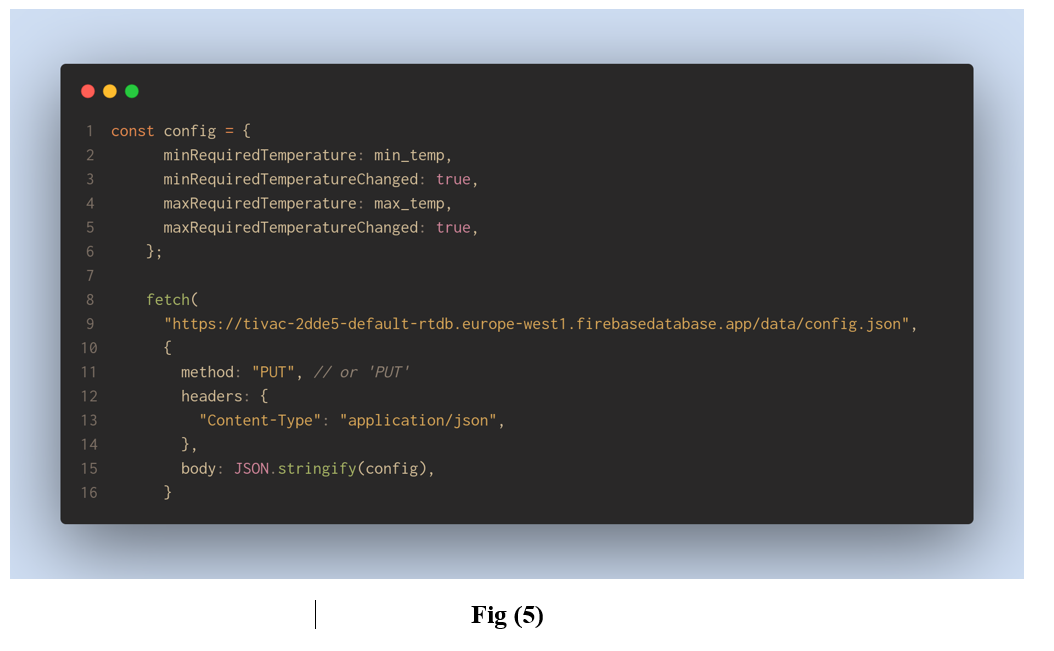 1 const config = {
2 minRequiredTemperature: min_temp,
3 minRequiredTemperatureChanged: true,
4 maxRequiredTemperature: max_temp,
5 maxRequiredTemperatureChanged: true,
6 };
7
8 fetch(
9 "https://tivac-2dde5-default-rtdb.europe-west1.firebasedatabase.app/data/config.json",
10 {
11 method: "PUT", // or 'PUT'
12 headers: {
13 "Content-Type": "application/json",
14 },
15 body: JSON.stringify(config),
16 }
Fig (5)